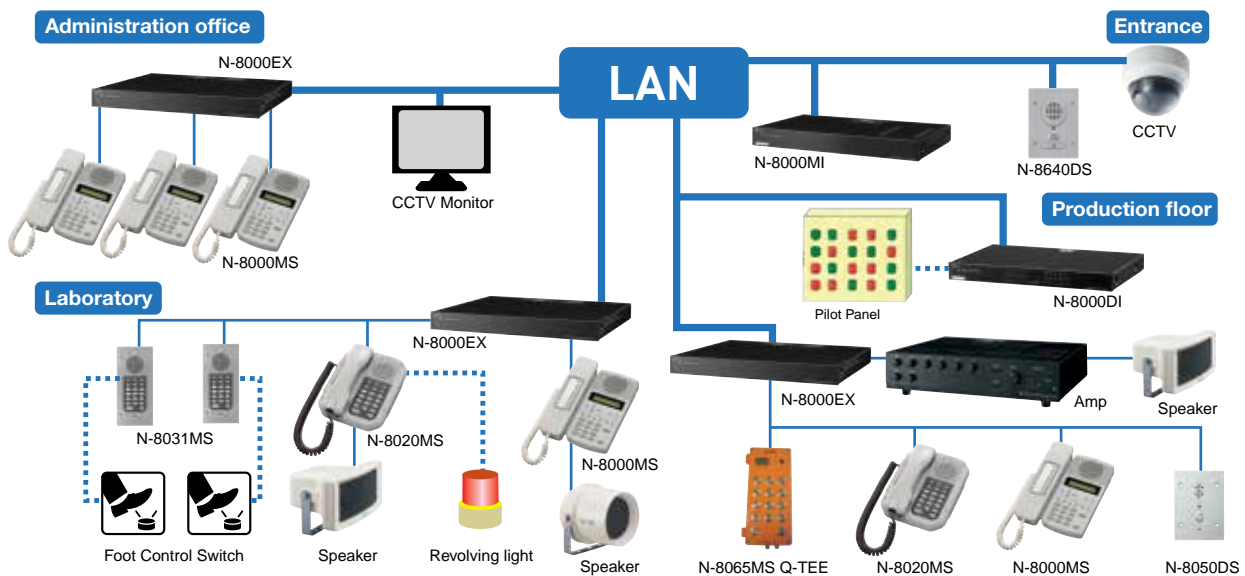 Administration office
Entrance
N-8000EX
LAN
CCTV
N-8000MI
N-8640DS
CCTV Monitor
Production floor
N-8000MS
Laboratory
N-8000DI
Pilot Panel
N-8000EX
N-8000EX
Amp
Speaker
N-8031MS
N-8020MS
N-8000MS
Foot Control Switch
Speaker
Revolving light
Speaker
N-8065MS Q-TEE
N-8020MS
N-8000MS
N-8050DS